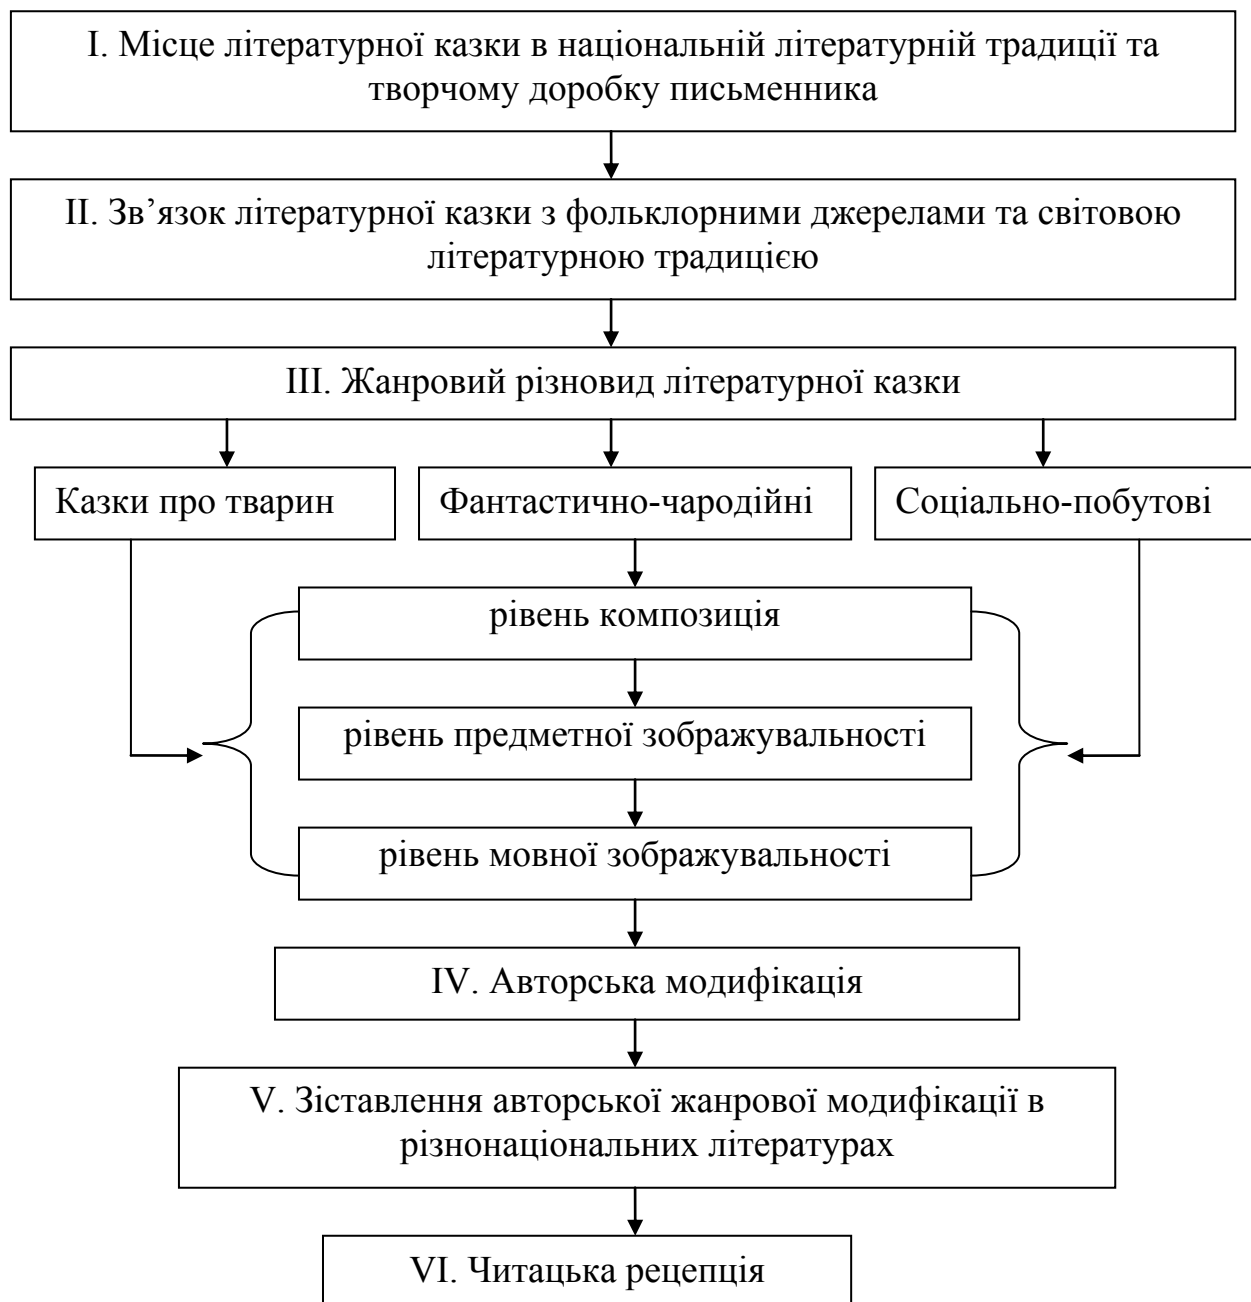 I. Місце літературної казки в національній літературній традиції та
творчому доробку письменника
II. Зв’язок літературної казки з фольклорними джерелами та світовою
літературною традицією
III. Жанровий різновид літературної казки
Казки про тварин
Фантастично-чародійні
Соціально-побутові
рівень композиція
рівень предметної зображувальності
рівень мовної зображувальності
IV. Авторська модифікація
V. Зіставлення авторської жанрової модифікації в
різнонаціональних літературах
VI. Читацька рецепція